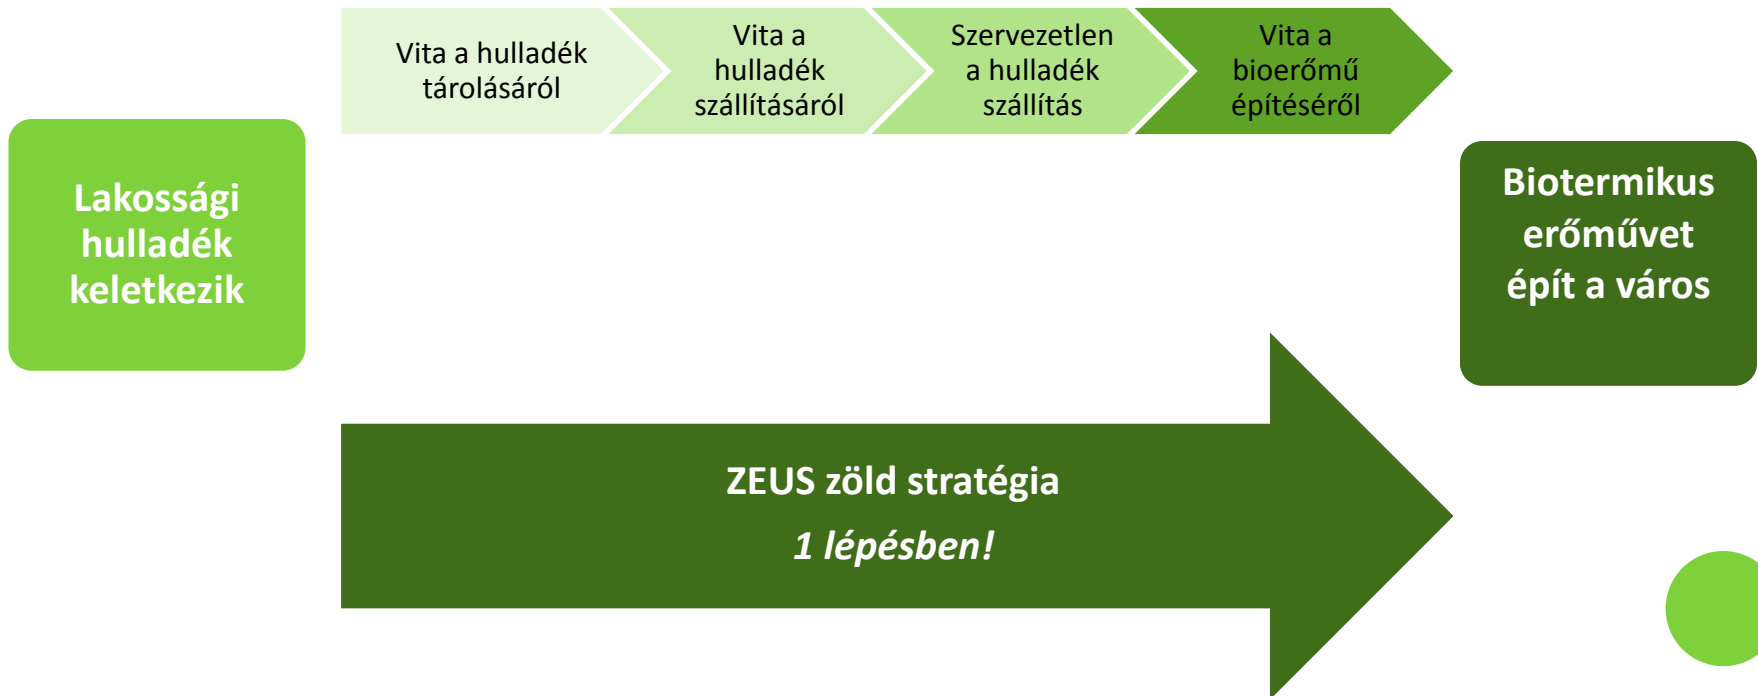 Vita a hulladék
tárolásáról
Vita a
hulladék
szállításáról
Szervezetlen
a hulladék
szállítás
Vita a
bioerőmű
építéséről
Lakossági
hulladék
keletkezik
Biotermikus
erőművet
épít a város
ZEUS zöld stratégia
1 lépésben!